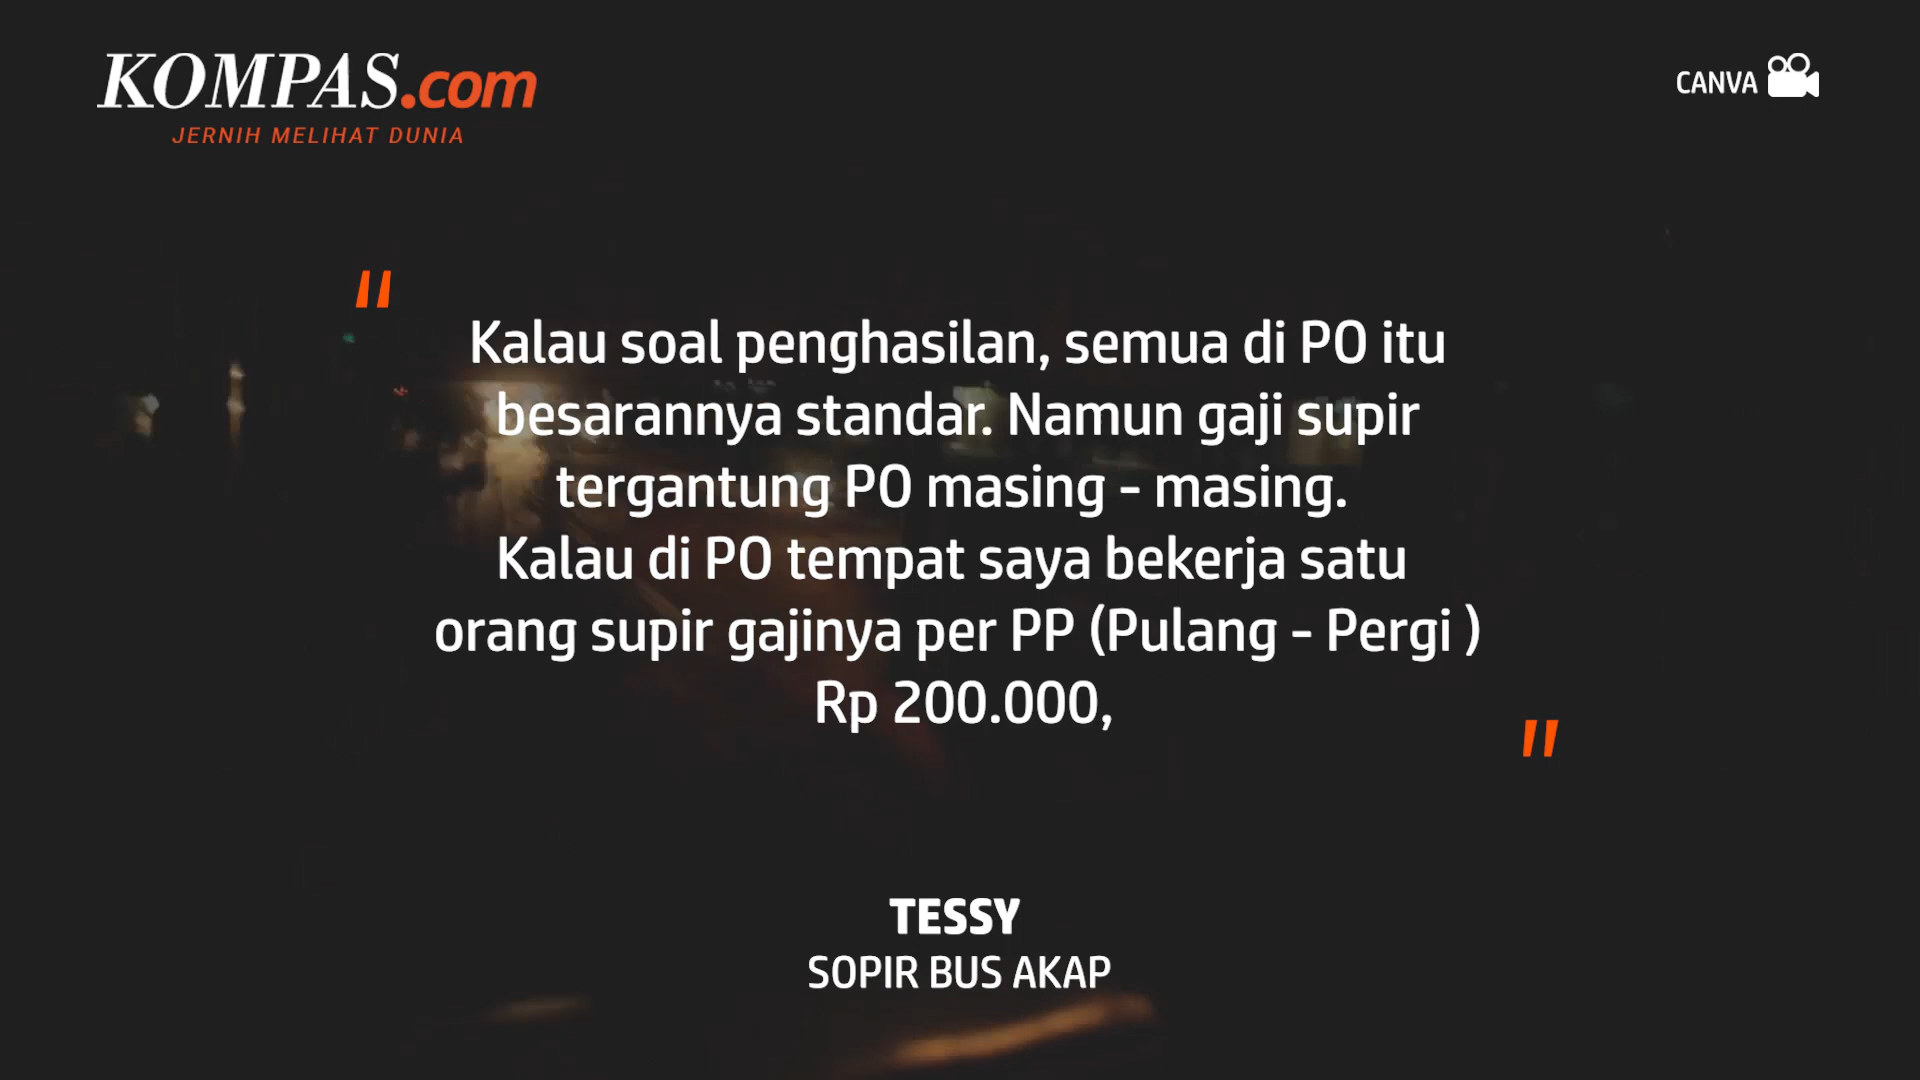 KOMPAS.com
JERNIH MELIHAT DUNIA
CANVA
"
Kalau soal penghasilan, semua di PO itu
besarannya standar. Namun gaji supir
tergantung PO masing - masing.
Kalau di PO tempat saya bekerja satu
orang supir gajinya per PP (Pulang - Pergi )
Rp 200.000,
"
TESSY
SOPIR BUS AKAP